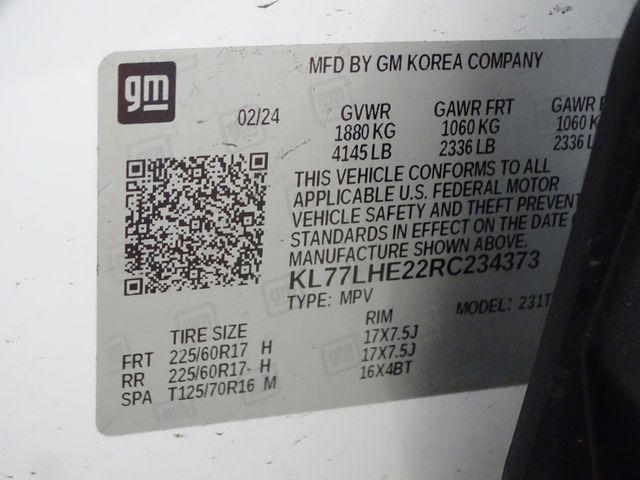 gm
MFD BY GM KOREA COMPANY
02/24 GVWR GAWR FRT GAWR
1880 KG 1060 KG 1060 KG
4145 LB 2336 LB 2336 LB
THIS VEHICLE CONFORMS TO ALL
APPLICABLE U.S. FEDERAL MOTOR
VEHICLE SAFETY AND THEFT PREVENT
STANDARDS IN EFFECT ON THE DATE
MANUFACTURE SHOWN ABOVE.
KL77LHE22RC234373
TYPE: MPV MODEL: 231T
TIRE SIZE RIM
FRT 225/60R17 H 17X7.5J
RR 225/60R17- H 17X7.5J
SPA T125/70R16 M 16X4BT